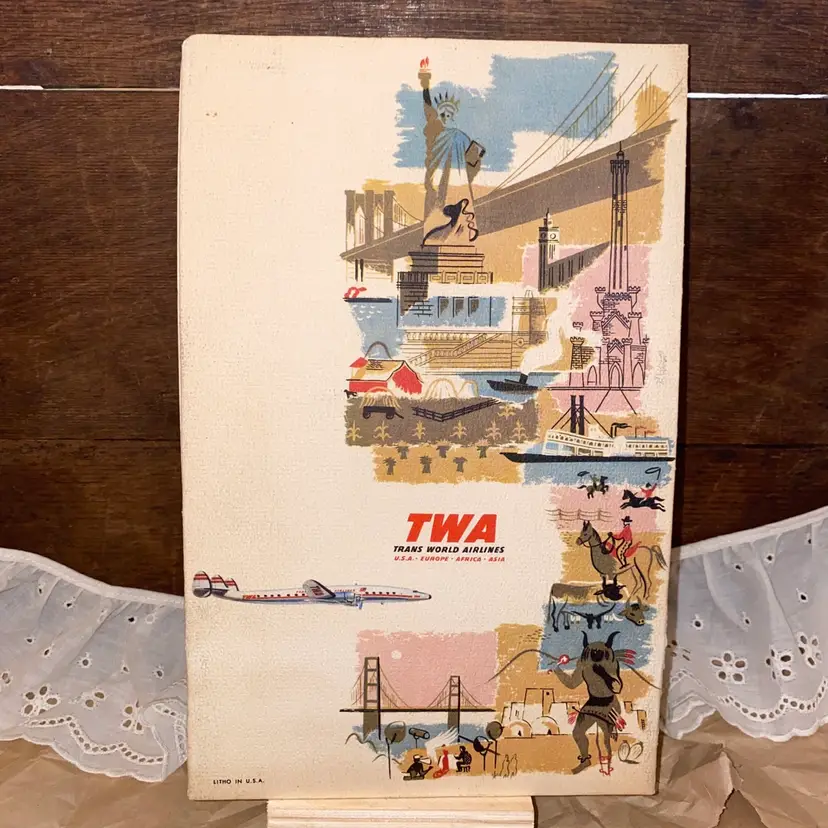 TWA
TRANS WORLD AIRLINES
U.S.A. · EUROPE · AFRICA · ASIA
LITHO IN U.S.A.